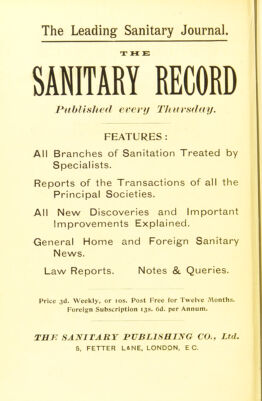 The Leading Sanitary Journal.
THE
SANITARY RECORD
Published every Thursday.
FEATURES:
All Branches of Sanitation Treated by
Specialists.
Reports of the Transactions of all the
Principal Societies.
All New Discoveries and Important
Improvements Explained.
General Home and Foreign Sanitary
News.
Law Reports. Notes & Queries.
Price 3d. Weekly, or 10s. Post Free for Twelve Months.
Foreign Subscription 13s. 6d. per Annum.
THE SANITARY PUBLISHING CO., Ltd.
5, FETTER LANE, LONDON, E.C.